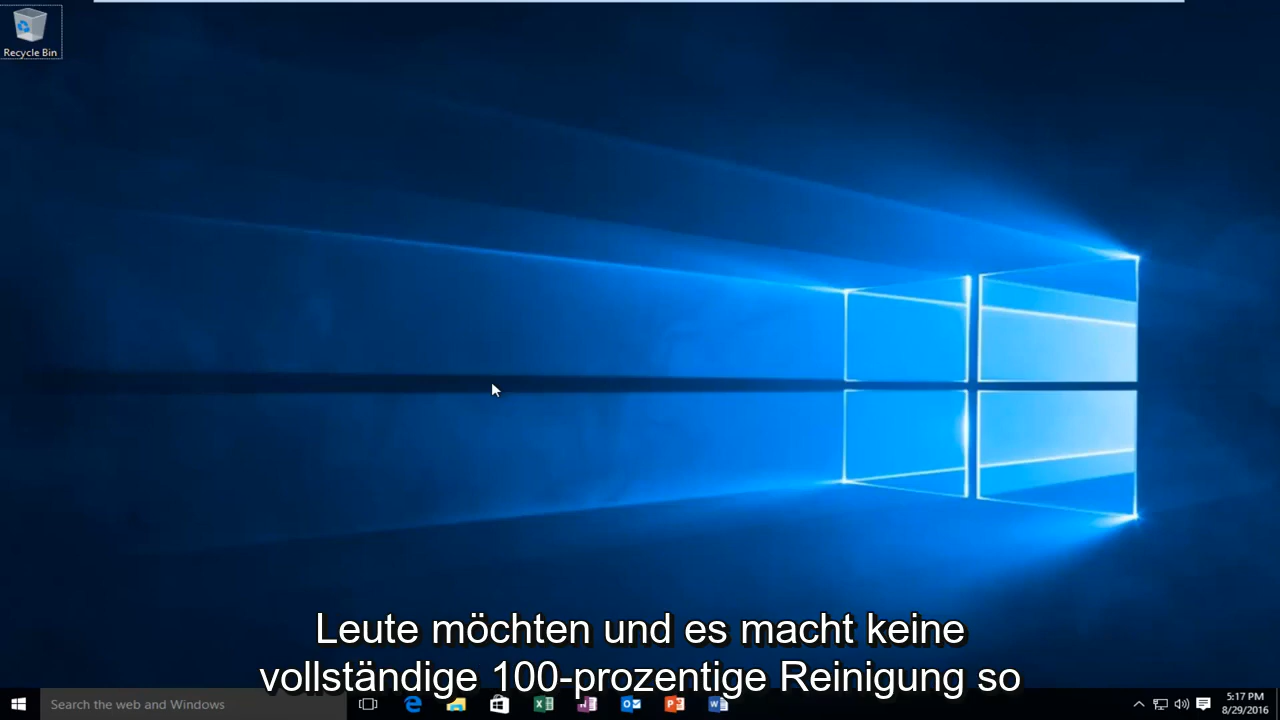 Recycle Bin
Leute möchten und es macht keine
vollständige 100-prozentige Reinigung so
Search the web and Windows
5:17 PM
8/29/2016